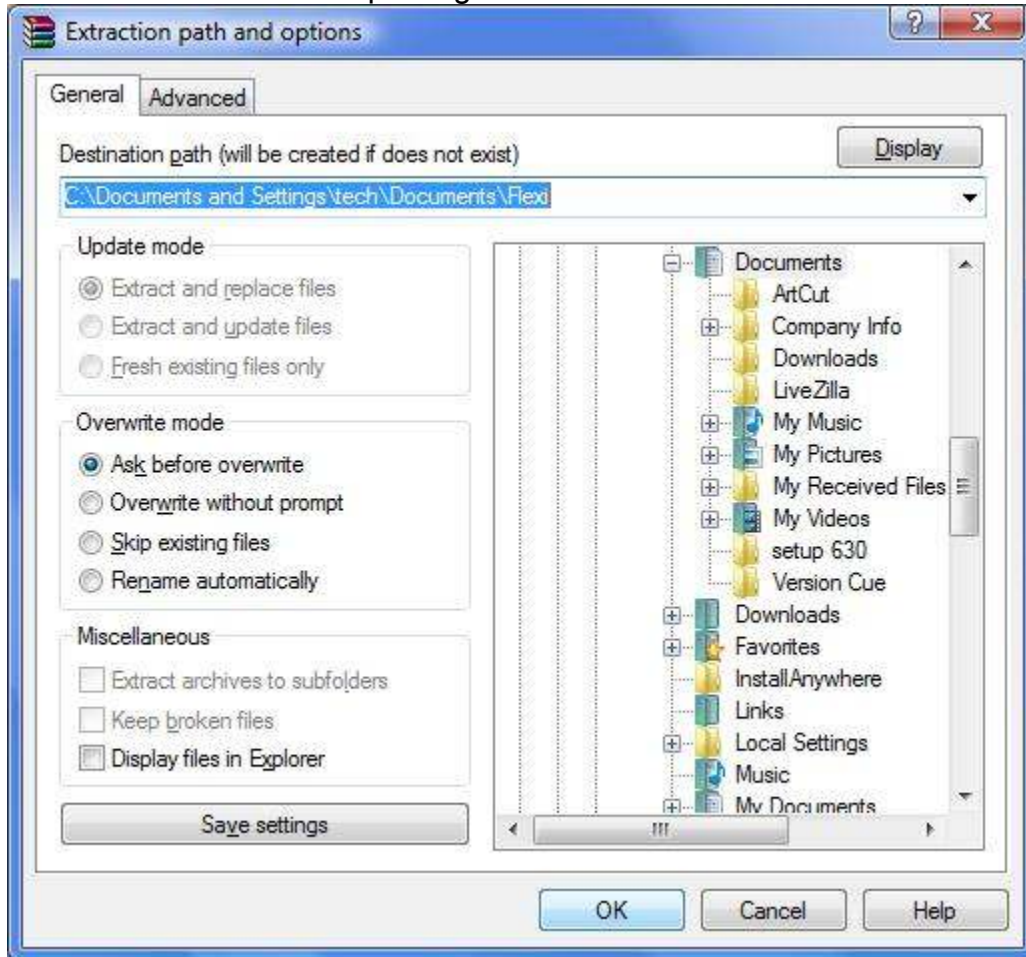 Extraction path and options
General Advanced
Destination path (will be created if does not exist)
Display
C:\Documents and Settings\tech\Documents\Flexi
Update mode
Extract and replace files
Extract and update files
Fresh existing files only
Overwrite mode
Ask before overwrite
Overwrite without prompt
Skip existing files
Rename automatically
Miscellaneous
Extract archives to subfolders
Keep broken files
Display files in Explorer
Save settings
Documents
ArtCut
Company Info
Downloads
LiveZilla
My Music
My Pictures
My Received Files
My Videos
setup 630
Version Cue
Downloads
Favorites
InstallAnywhere
Links
Local Settings
Music
My Documents
OK Cancel Help